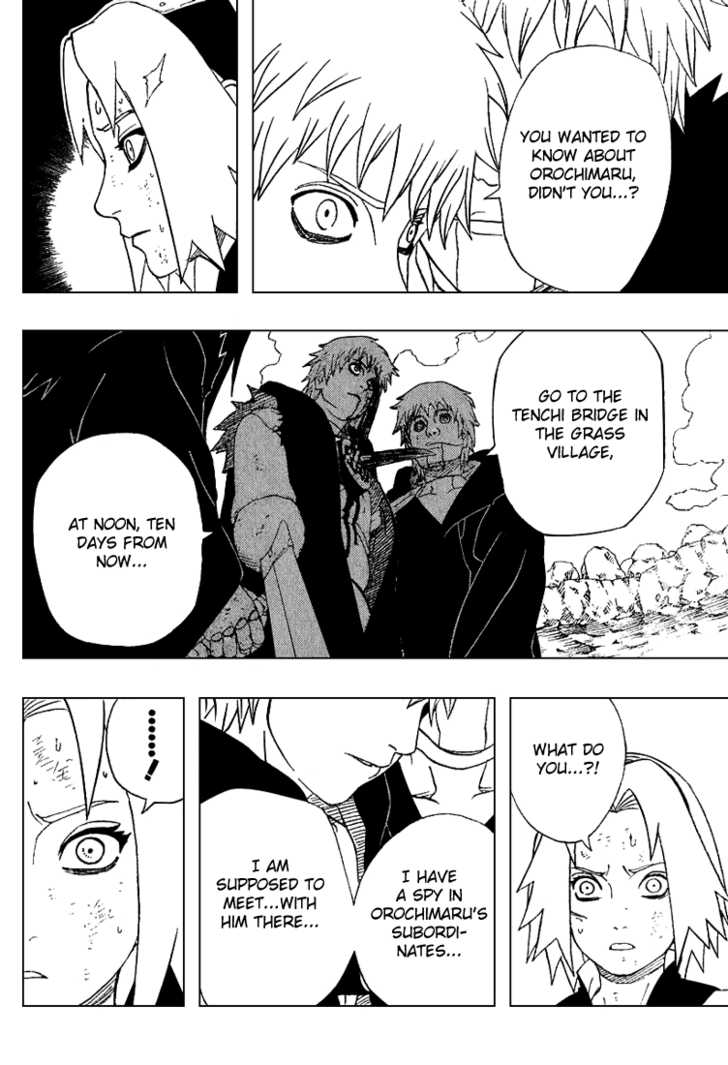 YOU WANTED TO
KNOW ABOUT
OROCHIMARU,
DIDN'T YOU...?
GO TO THE
TENCHI BRIDGE IN
THE GRASS
VILLAGE,
AT NOON, TEN
DAYS FROM
NOW...
WHAT DO
YOU...?!
I HAVE
A SPY IN
OROCHIMARU'S
SUBORDI-
NATES...
I AM
SUPPOSED TO
MEET...WITH
HIM THERE...
......!